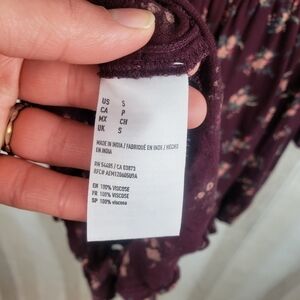 US S
CA P
MX CH
UK S
MADE IN INDIA / FABRIQUÉ EN INDE / HECHO
EN INDIA
RN 54485 / CA 03873
EN 100% VISCOSE
FR 100% VISCOSE
SP 100% viscosa